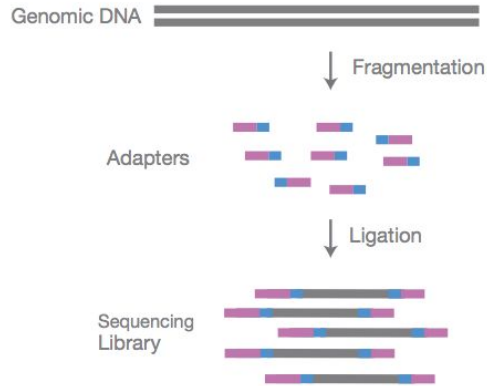 Genomic DNA
Fragmentation
Adapters
Ligation
Sequencing
Library